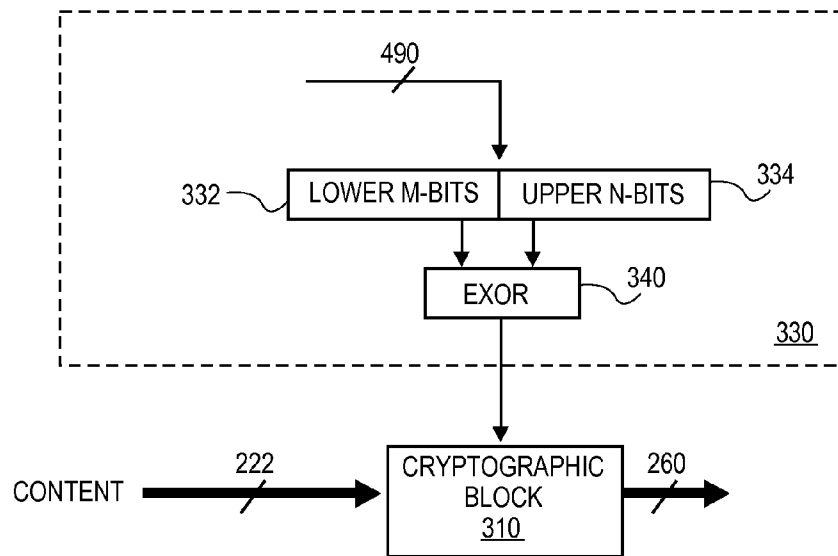 490
332
LOWER M-BITS
UPPER N-BITS
334
EXOR
340
330
CONTENT
222
CRYPTOGRAPHIC
BLOCK
310
260